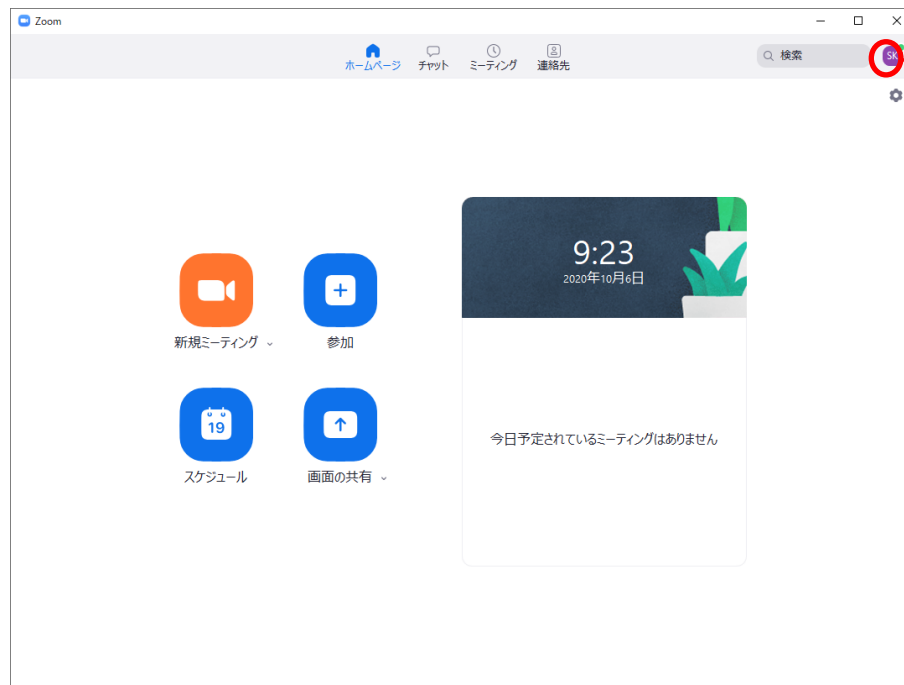 Zoom
ホームページ チャット ミーティング 連絡先
検索
SK
9:23
2020年10月6日
新規ミーティング
参加
19
スケジュール
画面の共有
今日予定されているミーティングはありません